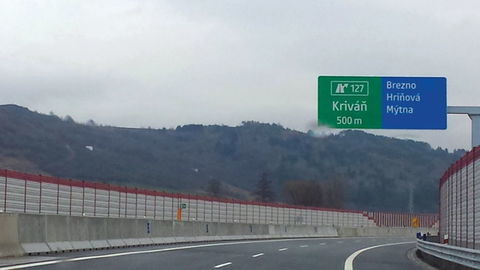 127
Kriváň
500 m
Brezno
Hriňová
Mýtna